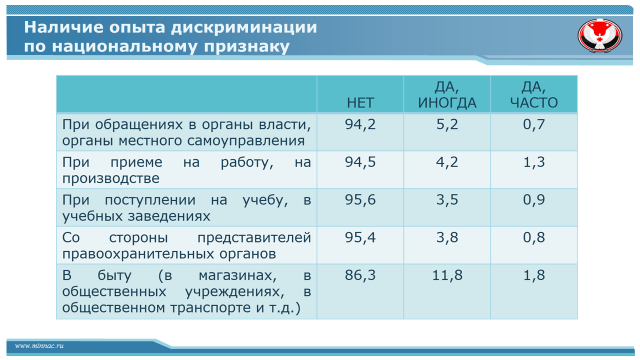 Наличие опыта дискриминации
по национальному признаку
НЕТ
ДА,
ИНОГДА
ДА,
ЧАСТО
При обращениях в органы власти,
органы местного самоуправления
94,2
5,2
0,7
При приеме на работу, на
производстве
94,5
4,2
1,3
При поступлении на учебу, в
учебных заведениях
95,6
3,5
0,9
Со стороны представителей
правоохранительных органов
95,4
3,8
0,8
В быту (в магазинах, в
общественных учреждениях, в
общественном транспорте и т.д.)
86,3
11,8
1,8
www.minnac.ru